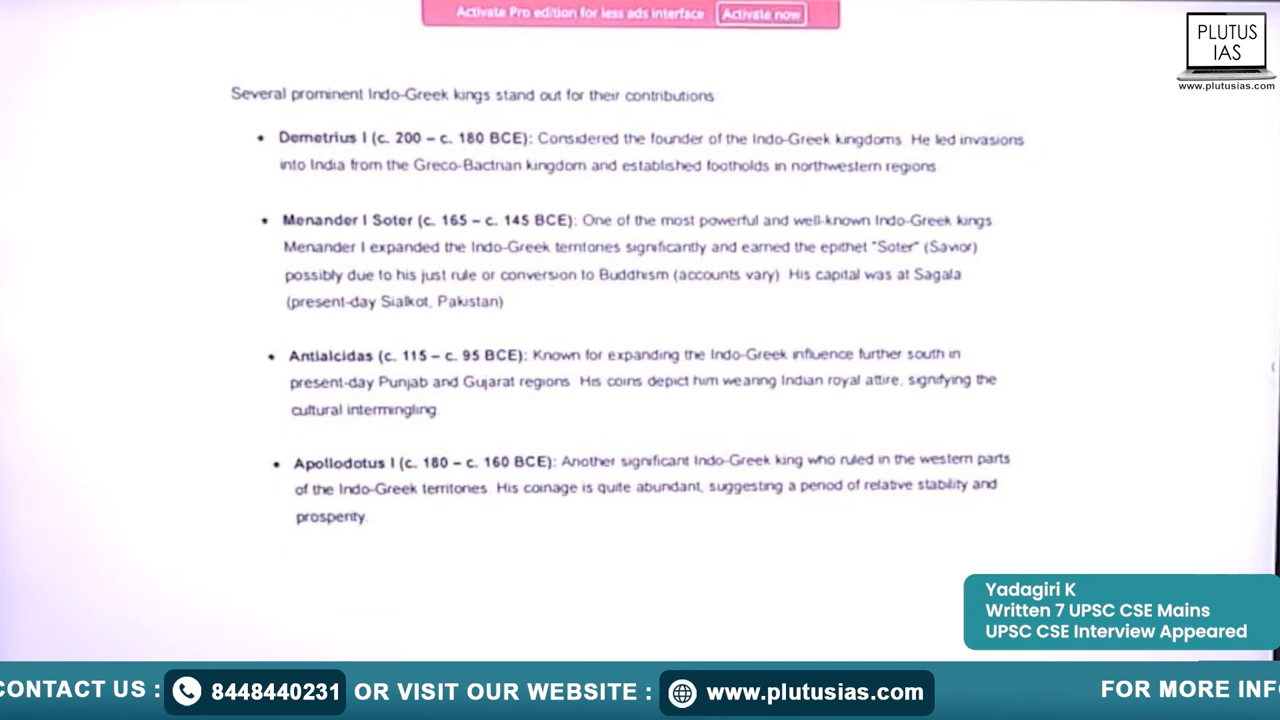 Activate Pro edition for less ads interface Activate now
PLUTUS
IAS
www.plutusias.com
Several prominent Indo-Greek kings stand out for their contributions
• Demetrius I (c. 200 – c. 180 BCE): Considered the founder of the Indo-Greek kingdoms. He led invasions
into India from the Greco-Bactrian kingdom and established footholds in northwestern regions
• Menander I Soter (c. 165 – c. 145 BCE): One of the most powerful and well-known Indo-Greek kings
Menander I expanded the Indo-Greek territories significantly and earned the epithet "Soter" (Savior)
possibly due to his just rule or conversion to Buddhism (accounts vary) His capital was at Sagala
(present-day Sialkot, Pakistan)
• Antialcidas (c. 115 – c. 95 BCE): Known for expanding the Indo-Greek influence further south in
present-day Punjab and Gujarat regions. His coins depict him wearing Indian royal attire, signifying the
cultural intermingling
• Apollodotus I (c. 180 – c. 160 BCE): Another significant Indo-Greek king who ruled in the western parts
of the Indo-Greek territories. His coinage is quite abundant, suggesting a period of relative stability and
prosperity.
Yadagiri K
Written 7 UPSC CSE Mains
UPSC CSE Interview Appeared
CONTACT US : 8448440231 OR VISIT OUR WEBSITE : www.plutusias.com FOR MORE INFO